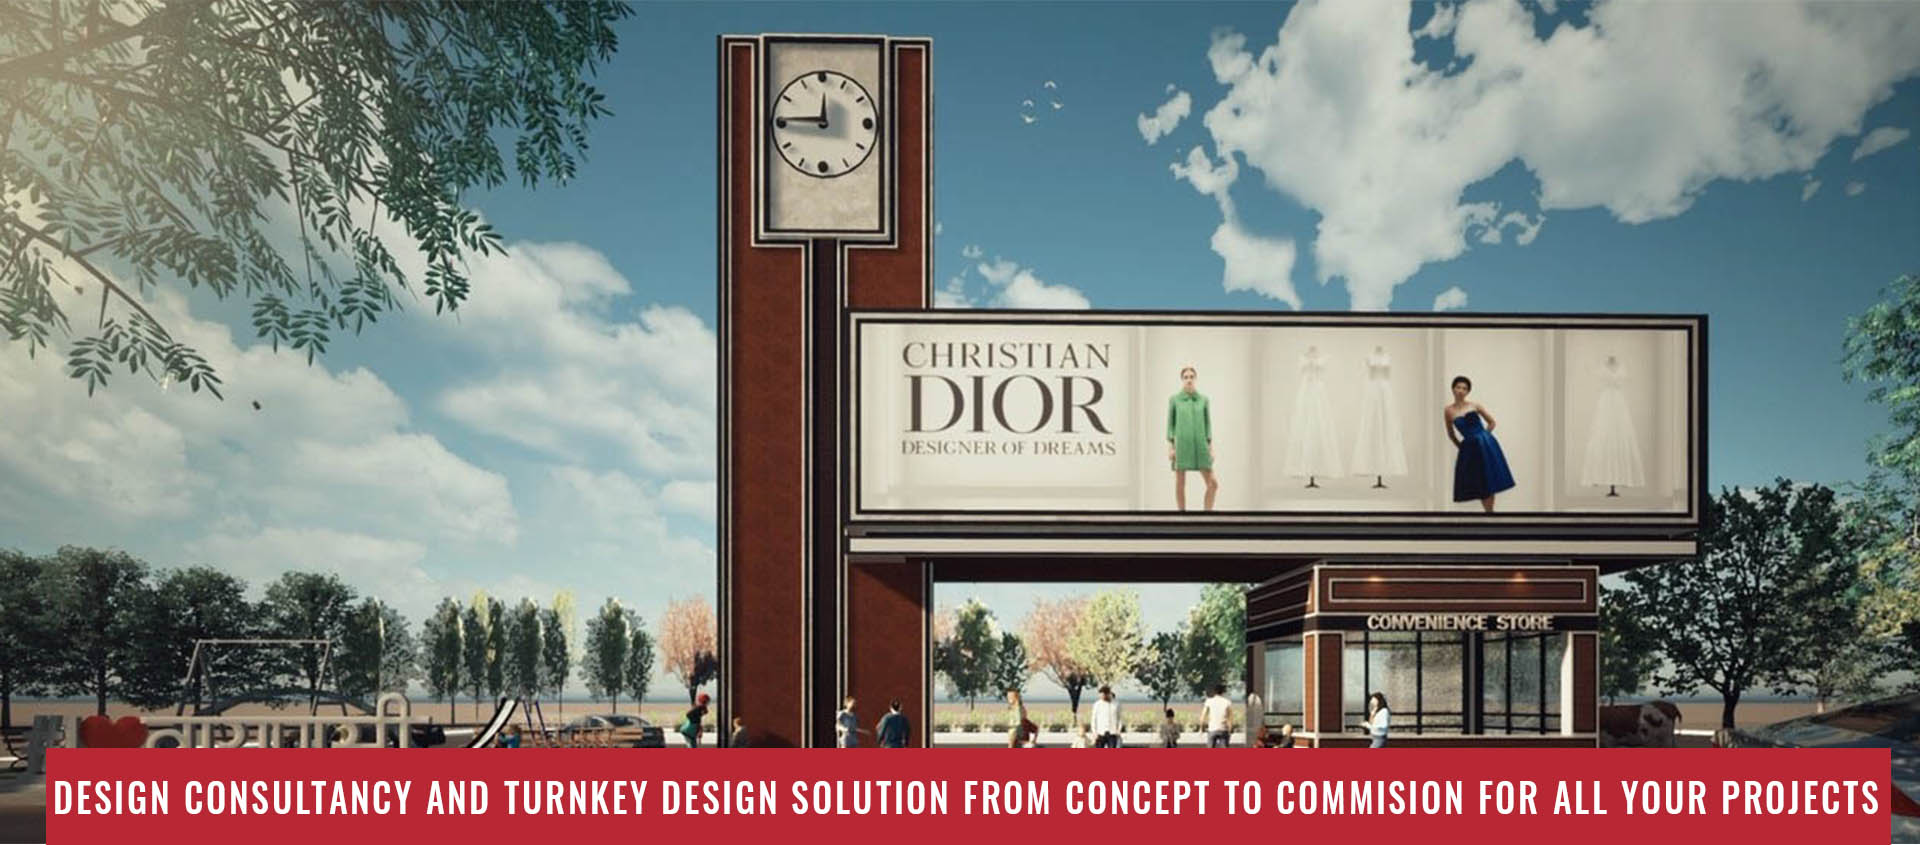 CHRISTIAN
DIOR
DESIGNER OF DREAMS
CONVENIENCE STORE
#I वाराणसी
DESIGN CONSULTANCY AND TURNKEY DESIGN SOLUTION FROM CONCEPT TO COMMISION FOR ALL YOUR PROJECTS